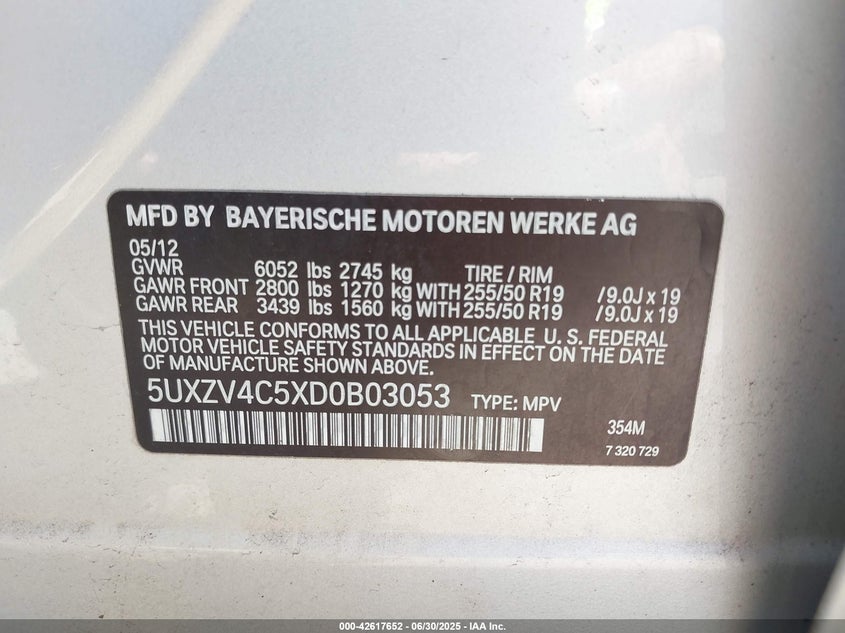 MFD BY BAYERISCHE MOTOREN WERKE AG
05/12
GVWR 6052 lbs 2745 kg TIRE / RIM
GAWR FRONT 2800 lbs 1270 kg WITH 255/50 R19 /9.0J x 19
GAWR REAR 3439 lbs 1560 kg WITH 255/50 R19 /9.0J x 19
THIS VEHICLE CONFORMS TO ALL APPLICABLE U. S. FEDERAL
MOTOR VEHICLE SAFETY STANDARDS IN EFFECT ON THE DATE
OF MANUFACTURE SHOWN ABOVE.
5UXZV4C5XD0B03053 TYPE: MPV
354M
7 320 729
000-42617652 - 06/30/2025 - IAA Inc.